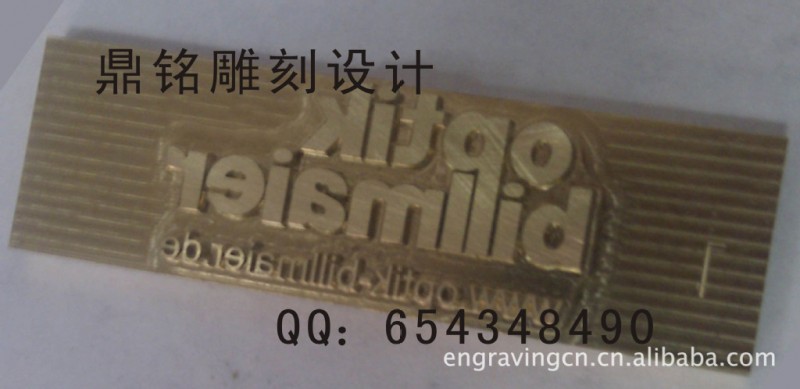 鼎铭雕刻设计
optik
billmaier
www.optik-billmaier.de
QQ: 654348490
engravingcn.cn.alibaba.com